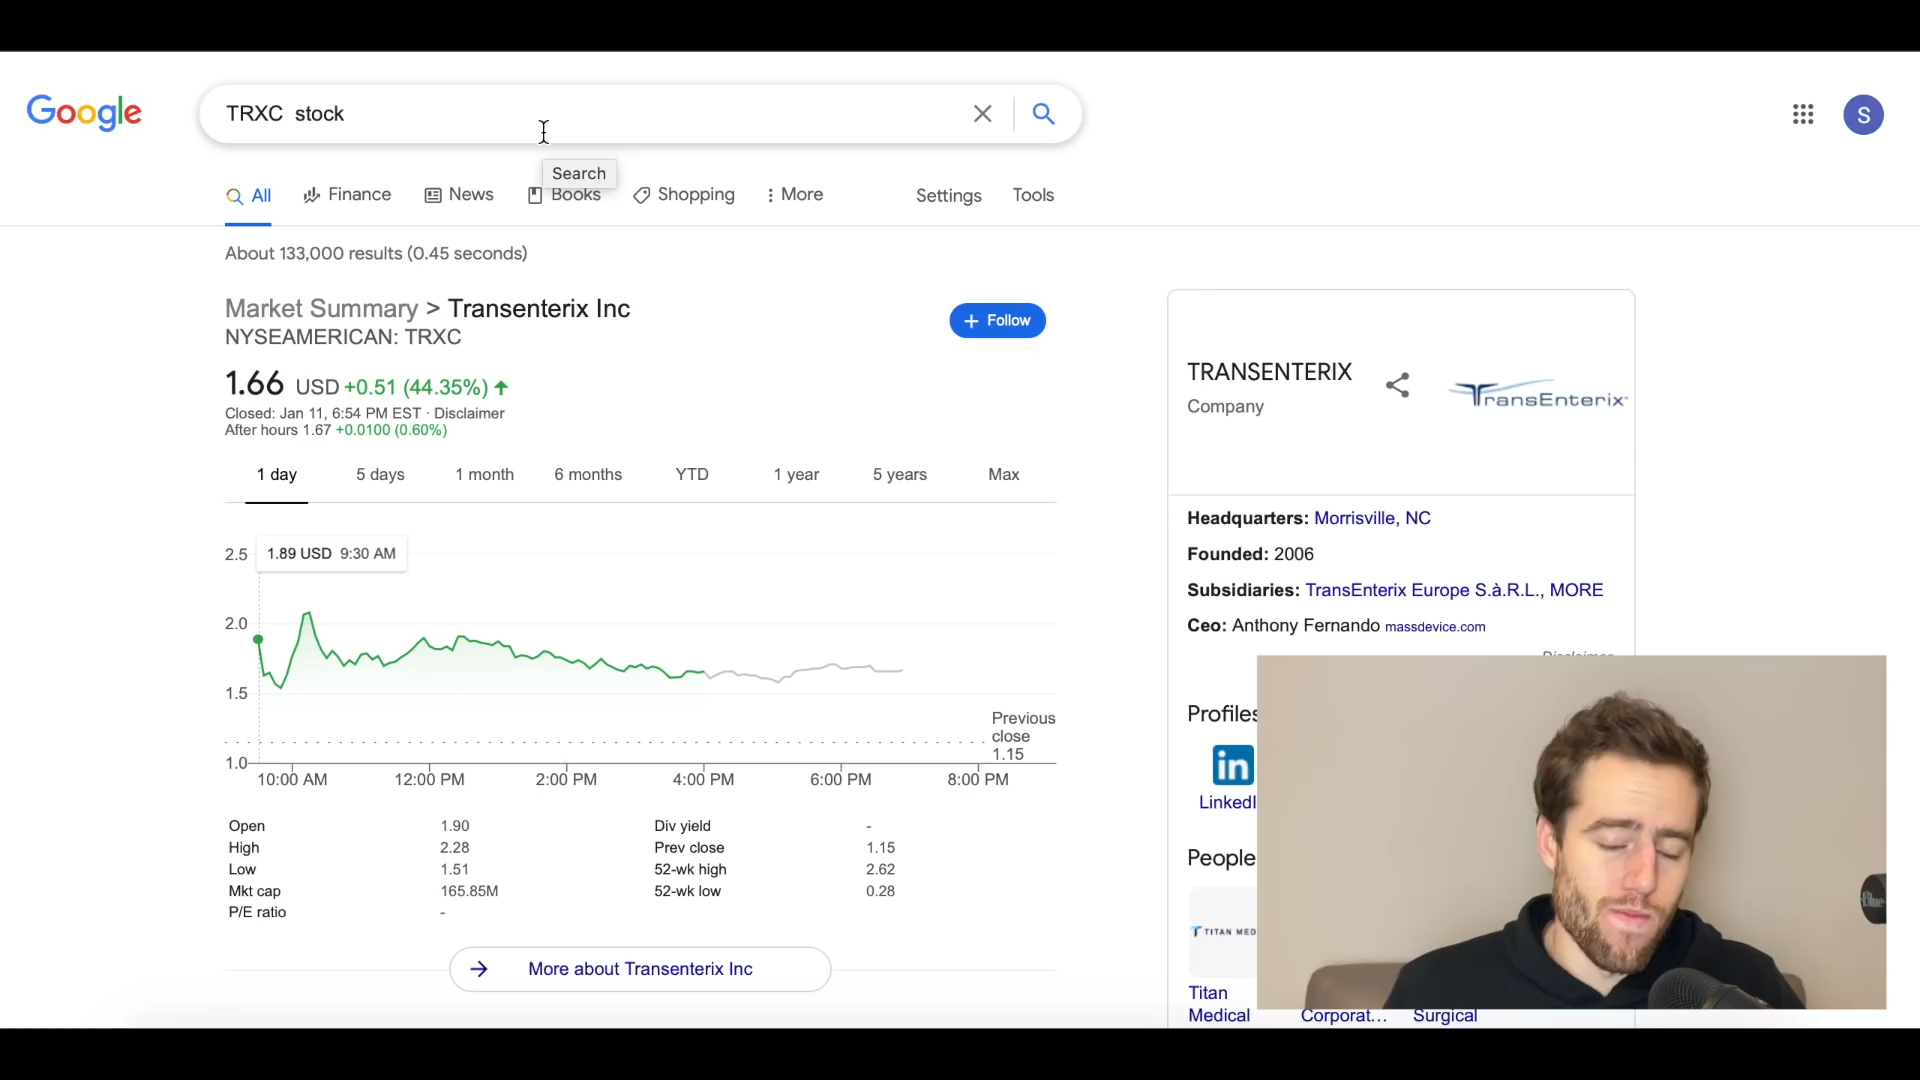 Google
TRXC stock
S
Search
All
Finance
News
Books
Shopping
More
Settings
Tools
About 133,000 results (0.45 seconds)
Market Summary > Transenterix Inc
NYSEAMERICAN: TRXC
+ Follow
1.66 USD +0.51 (44.35%)
Closed: Jan 11, 6:54 PM EST · Disclaimer
After hours 1.67 +0.0100 (0.60%)
1 day
5 days
1 month
6 months
YTD
1 year
5 years
Max
1.89 USD 9:30 AM
2.5
2.0
1.5
1.0
Previous
close
1.15
10:00 AM
12:00 PM
2:00 PM
4:00 PM
6:00 PM
8:00 PM
Open 1.90
High 2.28
Low 1.51
Mkt cap 165.85M
P/E ratio -
Div yield -
Prev close 1.15
52-wk high 2.62
52-wk low 0.28
More about Transenterix Inc
TRANSENTERIX
Company
TransEnterix
Headquarters: Morrisville, NC
Founded: 2006
Subsidiaries: TransEnterix Europe S.à.R.L., MORE
Ceo: Anthony Fernando massdevice.com
Profiles
in
LinkedI
People
TITAN MED
Titan
Medical
Corporat...
Surgical
Blue